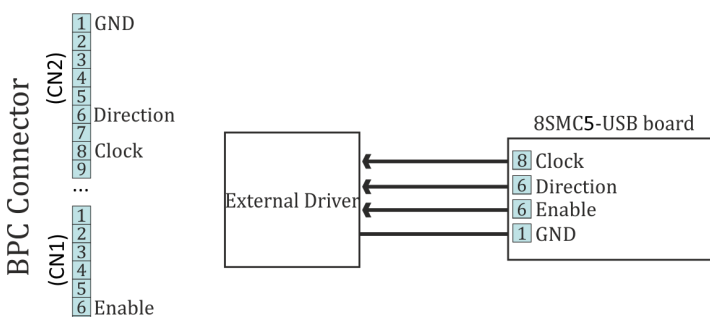 BPC Connector
(CN2)
1 GND
2
3
4
5
6 Direction
7
8 Clock
9
...
(CN1)
1
2
3
4
5
6 Enable
External Driver
8SMC5-USB board
8 Clock
6 Direction
6 Enable
1 GND